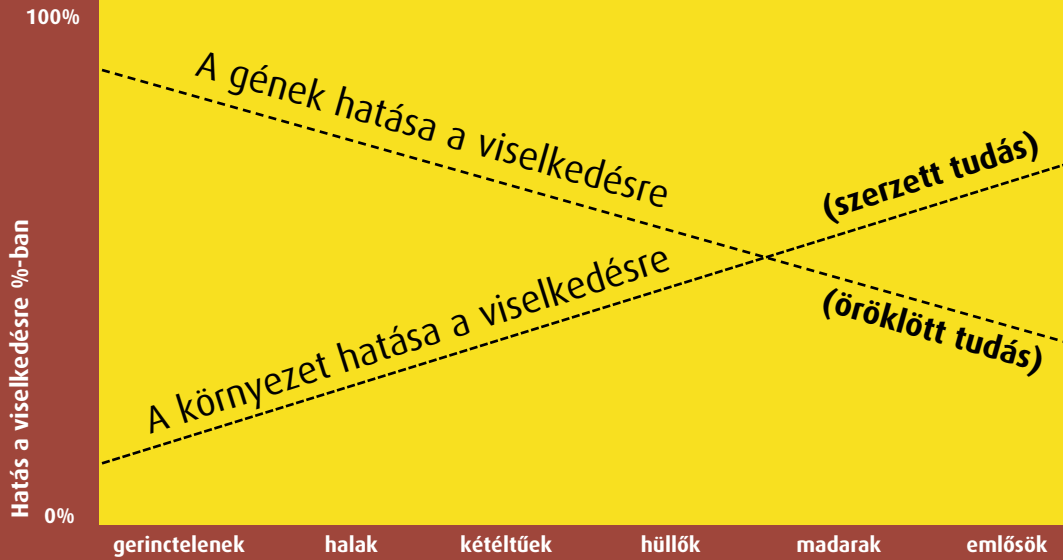 100%
A gének hatása a viselkedésre
(szerzett tudás)
A környezet hatása a viselkedésre
(öröklött tudás)
Hatás a viselkedésre %-ban
0%
gerinctelenek halak kétéltűek hüllők madarak emlősök